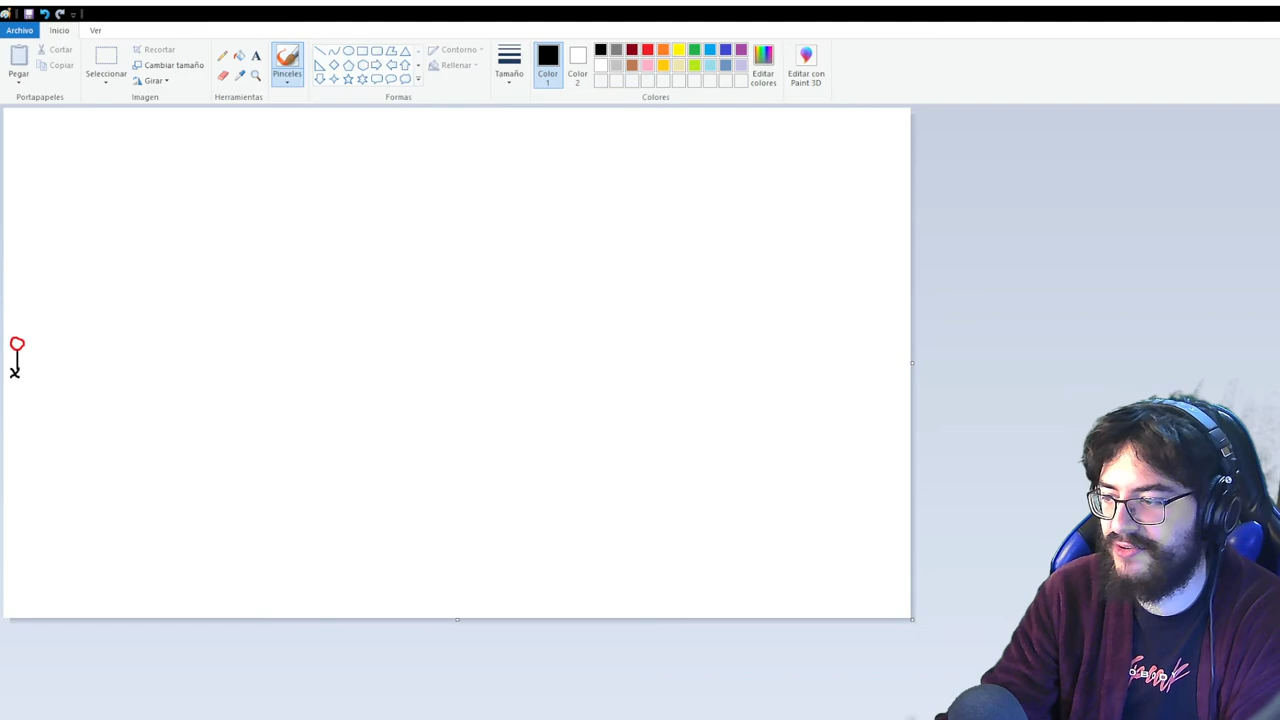 Archivo Inicio Ver
Pegar
Cortar
Copiar
Portapapeles
Seleccionar
Recortar
Cambiar tamaño
Girar
Imagen
A
Herramientas
Pinceles
Contorno
Rellenar
Formas
Tamaño
Color
1
Color
2
Editar
colores
Colores
Editar con
Paint 3D
x